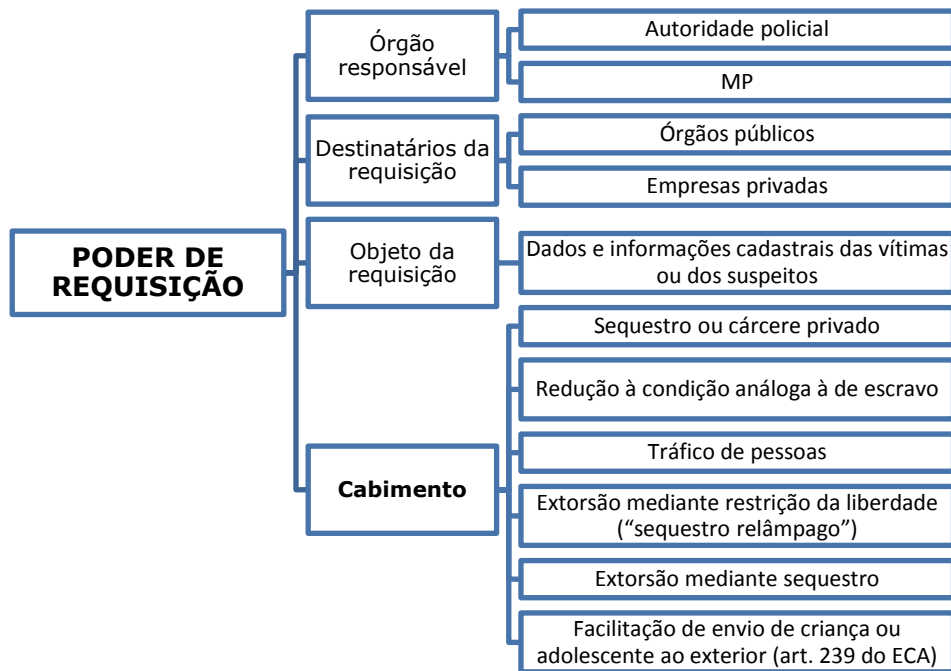 PODER DE
REQUISIÇÃO
Órgão
responsável
Autoridade policial
MP
Destinatários da
requisição
Órgãos públicos
Empresas privadas
Objeto da
requisição
Dados e informações cadastrais das vítimas
ou dos suspeitos
Cabimento
Sequestro ou cárcere privado
Redução à condição análoga à de escravo
Tráfico de pessoas
Extorsão mediante restrição da liberdade
(“sequestro relâmpago”)
Extorsão mediante sequestro
Facilitação de envio de criança ou
adolescente ao exterior (art. 239 do ECA)